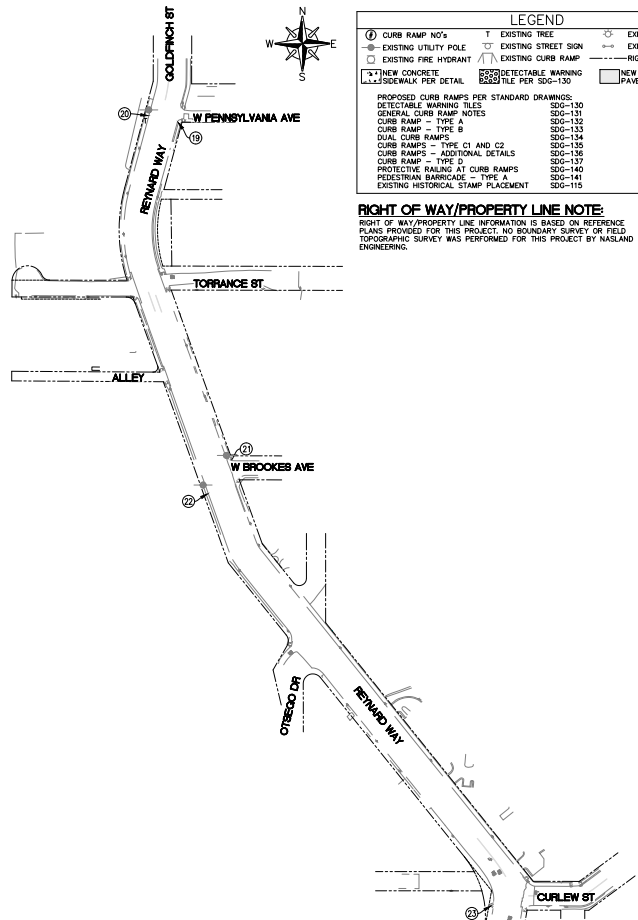 GOLDFINCH ST
N
W E
S
LEGEND
CURB RAMP NO's
T EXISTING TREE
EXISTING UTILITY POLE
EXISTING STREET SIGN
EXISTING FIRE HYDRANT
EXISTING CURB RAMP
NEW CONCRETE
SIDEWALK PER DETAIL
DETECTABLE WARNING
TILE PER SDG-130
NEW
PROPOSED CURB RAMPS PER STANDARD DRAWINGS:
DETECTABLE WARNING TILES SDG-130
GENERAL CURB RAMP NOTES SDG-131
CURB RAMP - TYPE A SDG-132
CURB RAMP - TYPE B SDG-133
DUAL CURB RAMPS SDG-134
CURB RAMPS - TYPE C1 AND C2 SDG-135
CURB RAMPS - ADDITIONAL DETAILS SDG-136
CURB RAMP - TYPE D SDG-137
PROTECTIVE RAILING AT CURB RAMPS SDG-140
PEDESTRIAN BARRICADE - TYPE A SDG-141
EXISTING HISTORICAL STAMP PLACEMENT SDG-115
RIGHT OF WAY/PROPERTY LINE NOTE:
RIGHT OF WAY/PROPERTY LINE INFORMATION IS BASED ON REFERENCE
PLANS PROVIDED FOR THIS PROJECT. NO BOUNDARY SURVEY OR FIELD
TOPOGRAPHIC SURVEY WAS PERFORMED FOR THIS PROJECT BY NASLAND
ENGINEERING.
20
W PENNSYLVANIA AVE
19
REYNARD WAY
TORRANCE ST
ALLEY
21
W BROOKES AVE
22
OTSEGO DR
REYNARD WAY
CURLEW ST
23